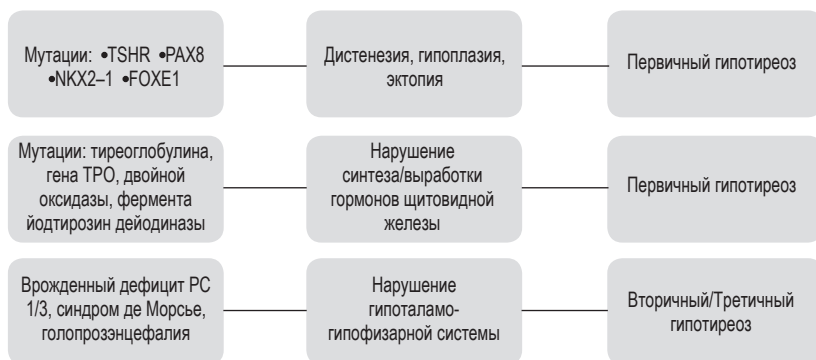 Мутации: •TSHR •PAX8
•NKX2–1 •FOXE1
Дистенезия, гипоплазия,
эктопия
Первичный гипотиреоз
Мутации: тиреоглобулина,
гена ТРО, двойной
оксидазы, фермента
йодтирозин дейодиназы
Нарушение
синтеза/выработки
гормонов щитовидной
железы
Первичный гипотиреоз
Врожденный дефицит PC
1/3, синдром де Морсье,
голопрозэнцефалия
Нарушение
гипоталамо-
гипофизарной системы
Вторичный/Третичный
гипотиреоз